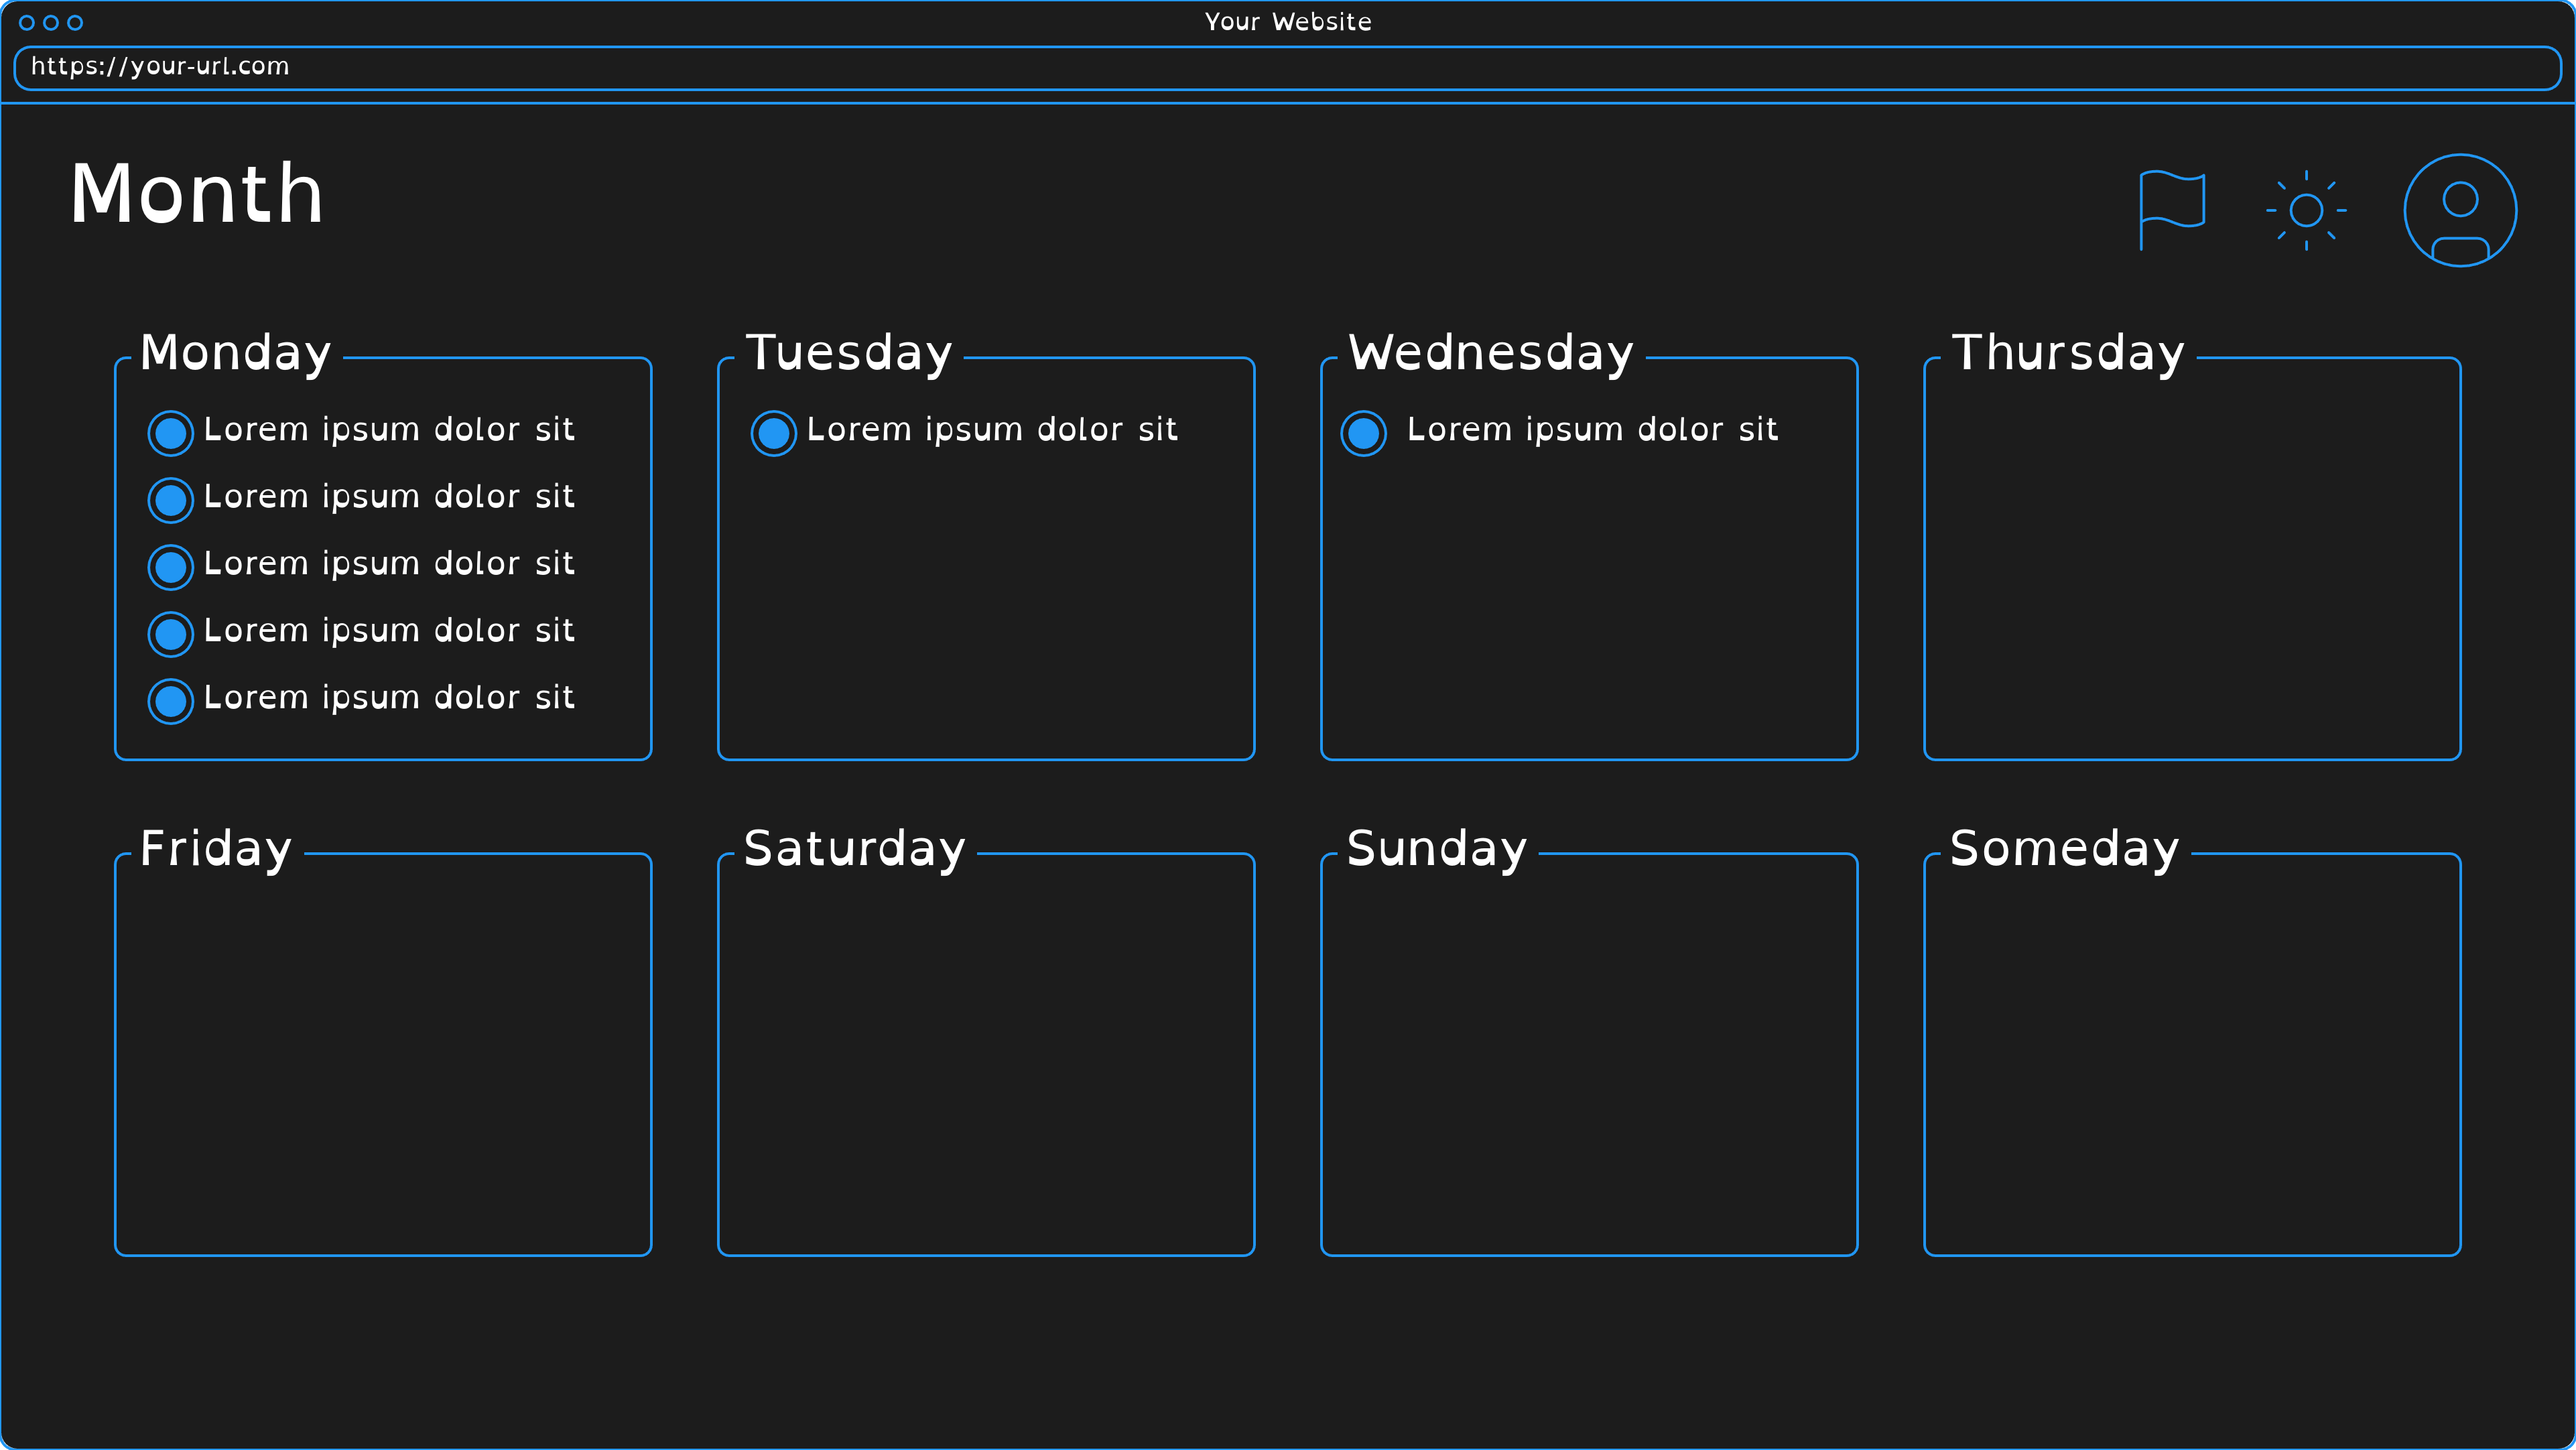 Your Website
https://your-url.com
Month
Monday
Lorem ipsum dolor sit
Lorem ipsum dolor sit
Lorem ipsum dolor sit
Lorem ipsum dolor sit
Lorem ipsum dolor sit
Tuesday
Lorem ipsum dolor sit
Wednesday
Lorem ipsum dolor sit
Thursday
Friday
Saturday
Sunday
Someday